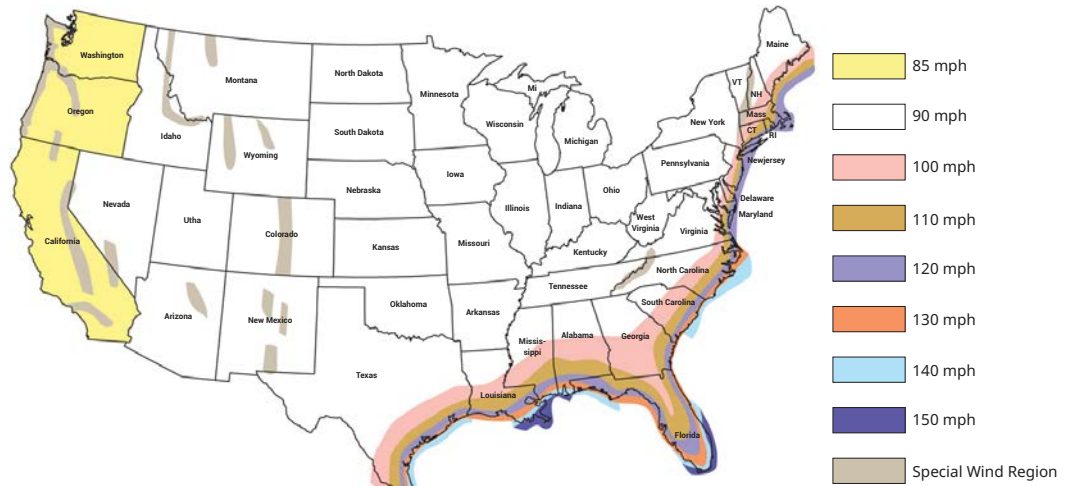 Washington
Oregon
California
Nevada
Idaho
Montana
Wyoming
Utha
Arizona
Colorado
New Mexico
North Dakota
South Dakota
Nebraska
Kansas
Oklahoma
Texas
Minnesota
Iowa
Missouri
Arkansas
Louisiana
Wisconsin
Mi
Michigan
Illinois
Indiana
Ohio
Kentucky
Tennessee
Missis-
sippi
Alabama
Georgia
Florida
South Carolina
North Carolina
Virginia
West
Virginia
Pennsylvania
New York
VT
NH
Maine
Mass
CT
RI
Newjersey
Delaware
Maryland
85 mph
90 mph
100 mph
110 mph
120 mph
130 mph
140 mph
150 mph
Special Wind Region